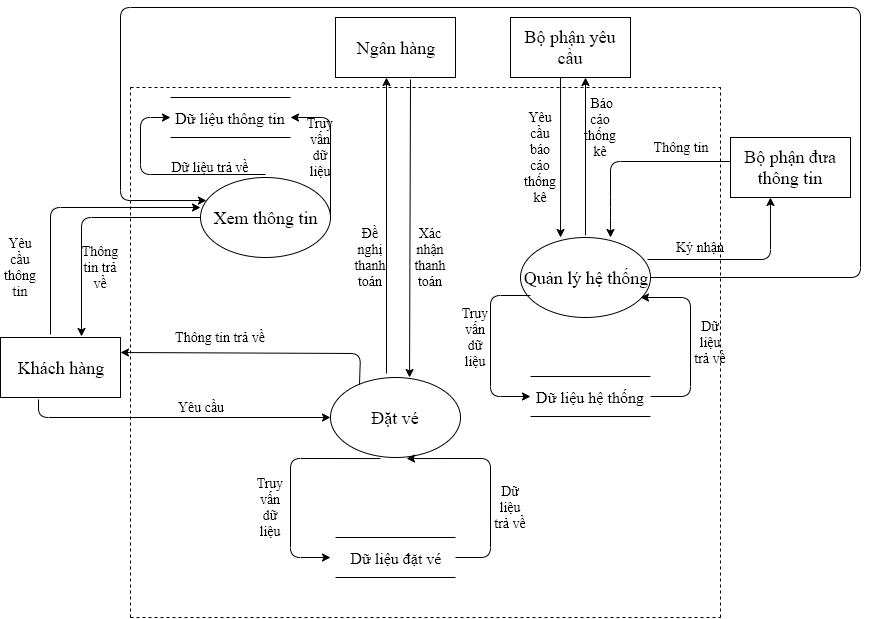 Ngân hàng
Bộ phận yêu
cầu
Dữ liệu thông tin
Truy
vấn
dữ
liệu
Dữ liệu trả về
Yêu
cầu
báo
cáo
thống
kê
Báo
cáo
thống
kê
Thông tin
Bộ phận đưa
thông tin
Xem thông tin
Yêu
cầu
thông
tin
Thông
tin trả
về
Đề
nghị
thanh
toán
Xác
nhận
thanh
toán
Ký nhận
Quản lý hệ thống
Truy
vấn
dữ
liệu
Dữ
liệu
trả về
Thông tin trả về
Khách hàng
Dữ liệu hệ thống
Yêu cầu
Đặt vé
Truy
vấn
dữ
liệu
Dữ
liệu
trả về
Dữ liệu đặt vé